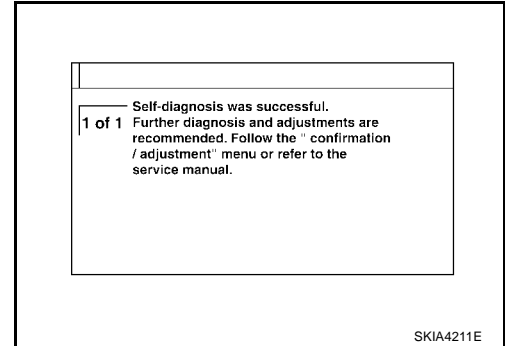 Self-diagnosis was successful.
1 of 1 Further diagnosis and adjustments are
recommended. Follow the " confirmation
/ adjustment" menu or refer to the
service manual.
SKIA4211E